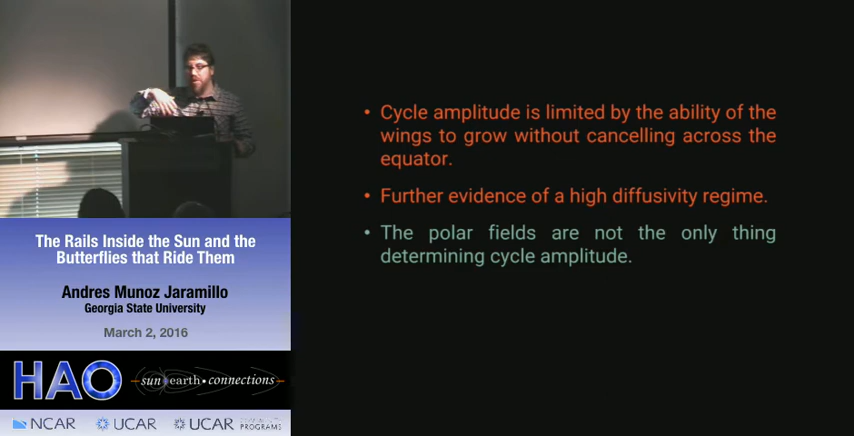 The Rails Inside the Sun and the
Butterflies that Ride Them
Andres Munoz Jaramillo
Georgia State University
March 2, 2016
HAO
sun earth • connections
NCAR
UCAR
UCAR
PROGRAMS
• Cycle amplitude is limited by the ability of the
wings to grow without cancelling across the
equator.
• Further evidence of a high diffusivity regime.
• The polar fields are not the only thing
determining cycle amplitude.